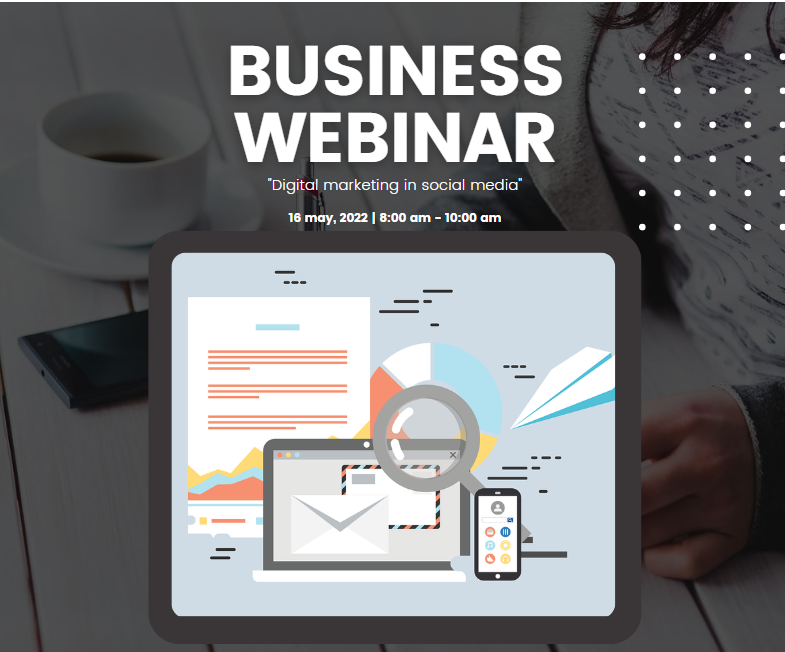 BUSINESS
WEBINAR
"Digital marketing in social media"
16 may, 2022 | 8:00 am - 10:00 am